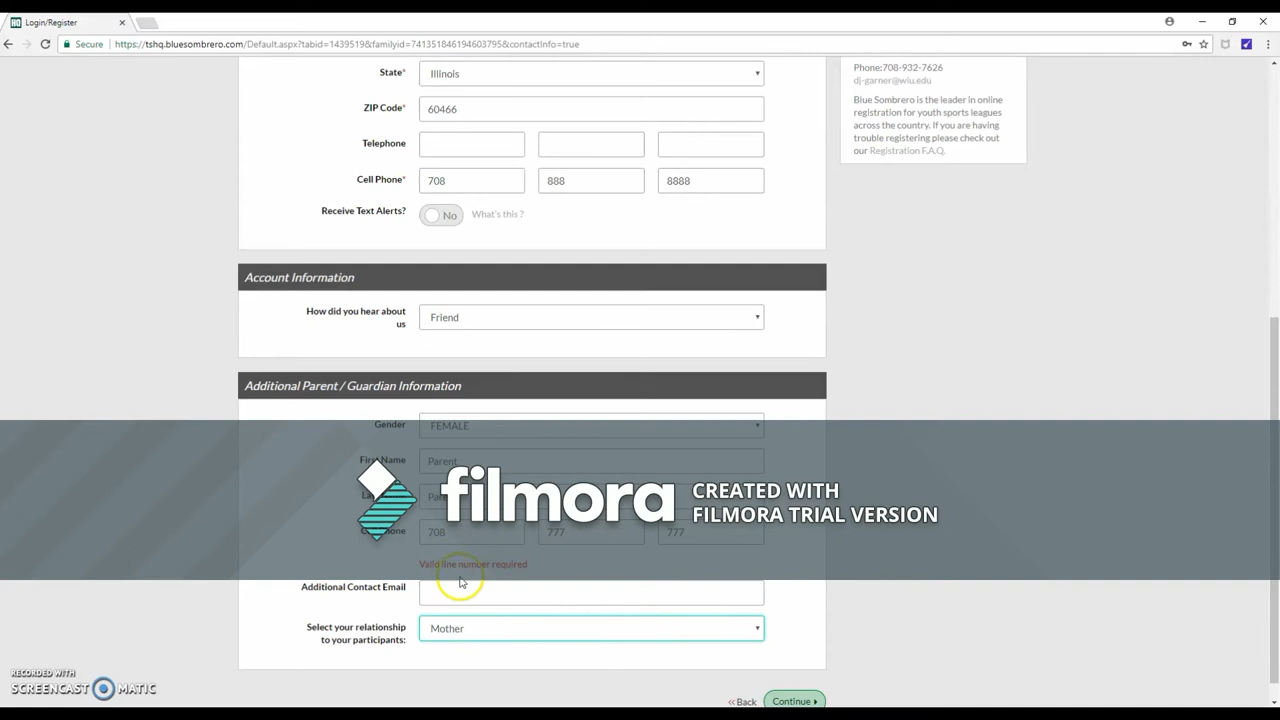 Login/Register
Secure
https://tshq.bluesombrero.com/Default.aspx?tabid=1439519&familyid=741351846194603795&contactInfo=true
State*
Illinois
ZIP Code*
60466
Telephone
Cell Phone*
708
888
8888
Receive Text Alerts?
No
What's this ?
Phone:708-932-7626
dj-garner@wiu.edu
Blue Sombrero is the leader in online
registration for youth sports leagues
across the country. If you are having
trouble registering please check out
our Registration F.A.Q.
Account Information
How did you hear about
us
Friend
Additional Parent / Guardian Information
Gender
FEMALE
First Name
Parent
708
777
777
Valid line number required
Additional Contact Email
Select your relationship
to your participants:
Mother
«Back
Continue
filmora
CREATED WITH
FILMORA TRIAL VERSION
RECORDED WITH
SCREENCAST MATIC